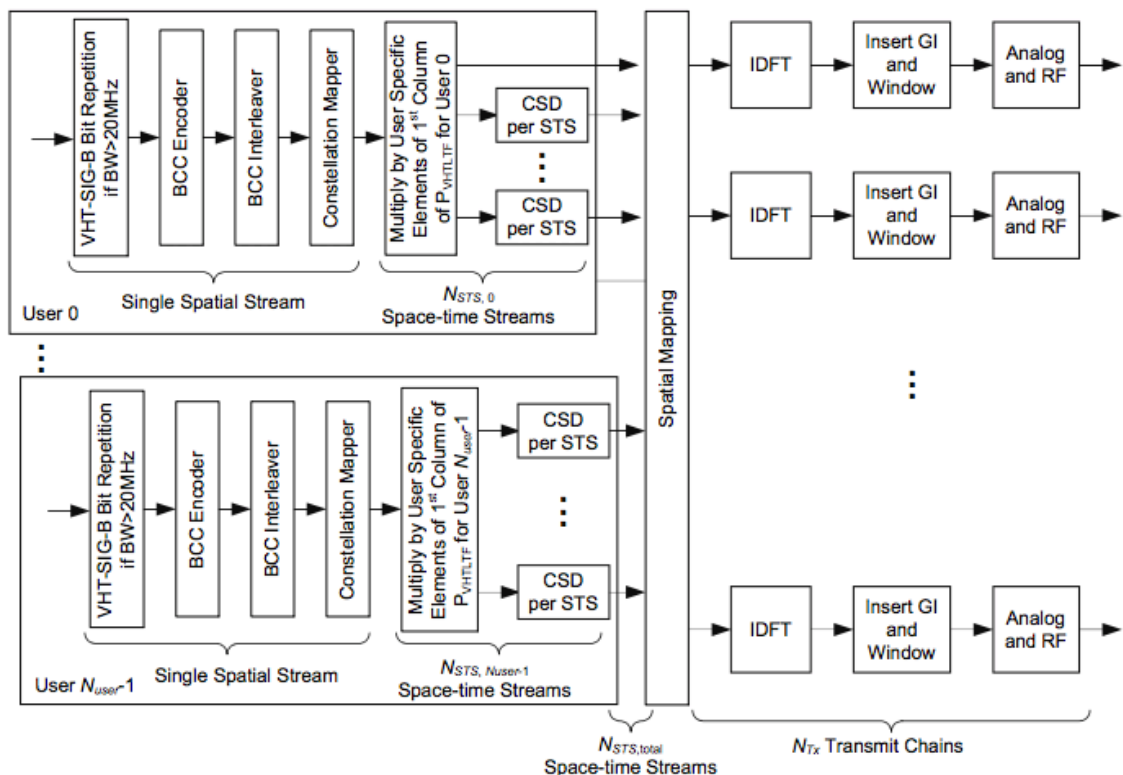 VHT-SIG-B Bit Repetition
if BW>20MHz
BCC Encoder
BCC Interleaver
Constellation Mapper
Multiply by User Specific
Elements of 1st Column
of PVHTLTF for User 0
CSD
per STS
CSD
per STS
Single Spatial Stream
NSTS, 0
Space-time Streams
User 0
VHT-SIG-B Bit Repetition
if BW>20MHz
BCC Encoder
BCC Interleaver
Constellation Mapper
Multiply by User Specific
Elements of 1st Column of
PVHTLTF for User Nuser-1
CSD
per STS
CSD
per STS
Single Spatial Stream
NSTS, Nuser-1
Space-time Streams
User Nuser-1
NSTS,total
Space-time Streams
Spatial Mapping
IDFT
Insert GI
and
Window
Analog
and RF
IDFT
Insert GI
and
Window
Analog
and RF
IDFT
Insert GI
and
Window
Analog
and RF
NTx Transmit Chains